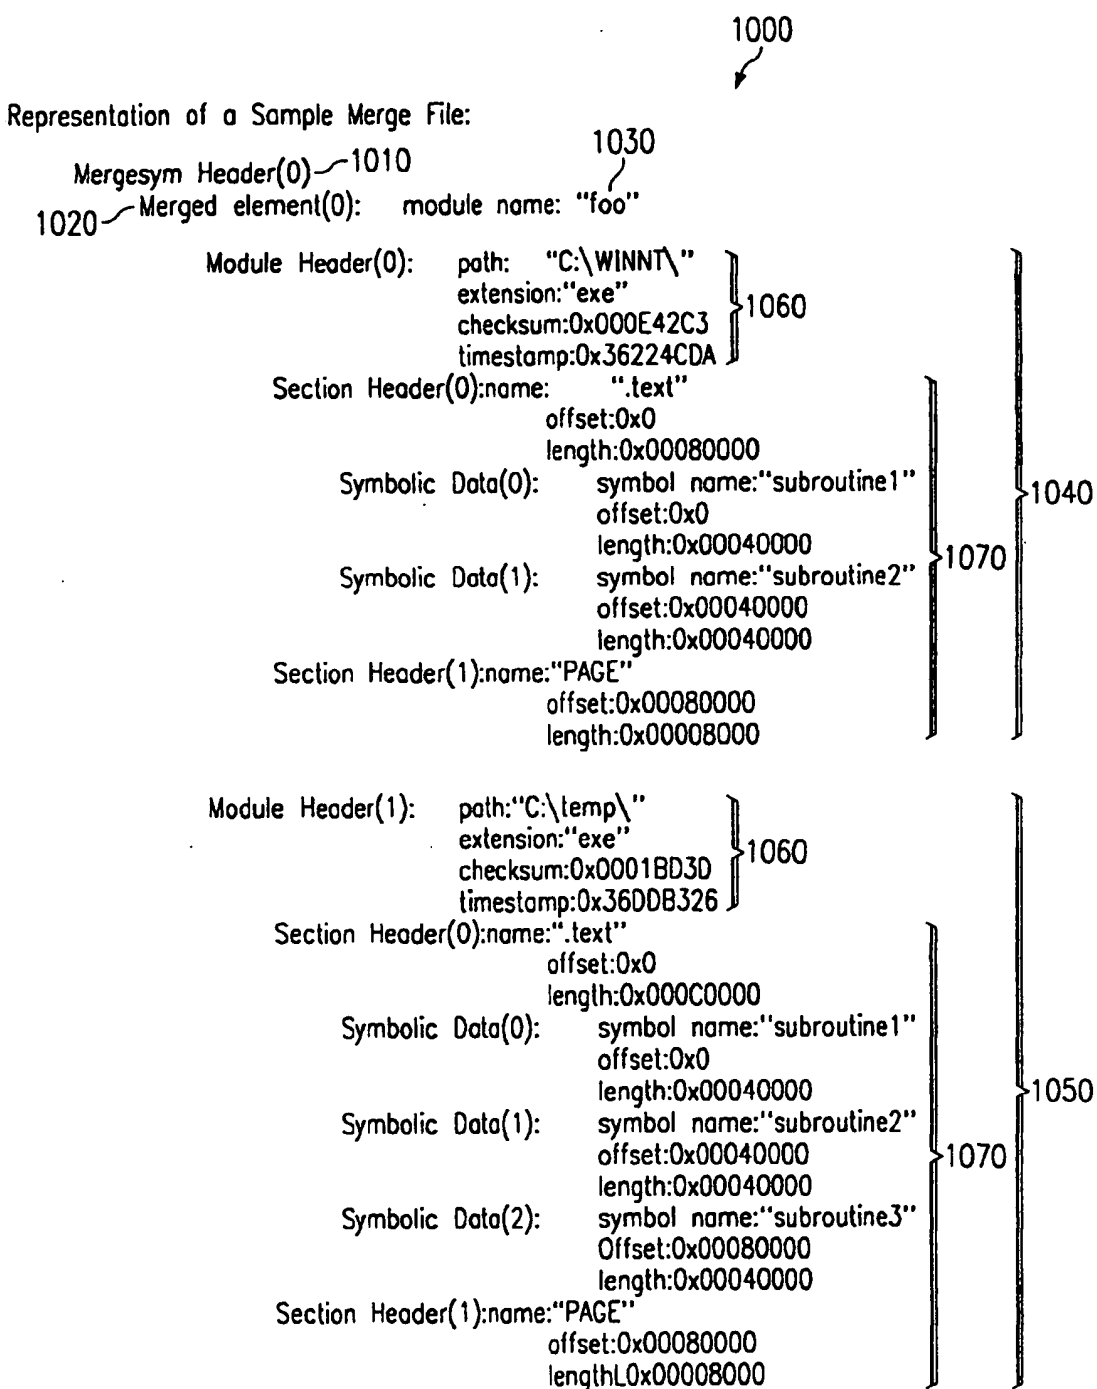 1000
Representation of a Sample Merge File:
Mergesym Header(0) 1010
1030
1020 Merged element(0): module name: "foo"
Module Header(0): path: "C:\WINNT\"
extension:"exe"
1060
checksum:0x000E42C3
timestamp:0x36224CDA
Section Header(0):name: ".text"
offset:0x0
length:0x00080000
Symbolic Data(0): symbol name:"subroutine1"
1040
offset:0x0
length:0x00040000
1070
Symbolic Data(1): symbol name:"subroutine2"
offset:0x00040000
length:0x00040000
Section Header(1):name:"PAGE"
offset:0x00080000
length:0x00008000
Module Header(1): path:"C:\temp\"
extension:"exe"
1060
checksum:0x0001BD3D
timestamp:0x36DDB326
Section Header(0):name:".text"
offset:0x0
length:0x000C0000
Symbolic Data(0): symbol name:"subroutine1"
offset:0x0
length:0x00040000
1050
Symbolic Data(1): symbol name:"subroutine2"
offset:0x00040000
1070
length:0x00040000
Symbolic Data(2): symbol name:"subroutine3"
Offset:0x00080000
length:0x00040000
Section Header(1):name:"PAGE"
offset:0x00080000
lengthL0x00008000